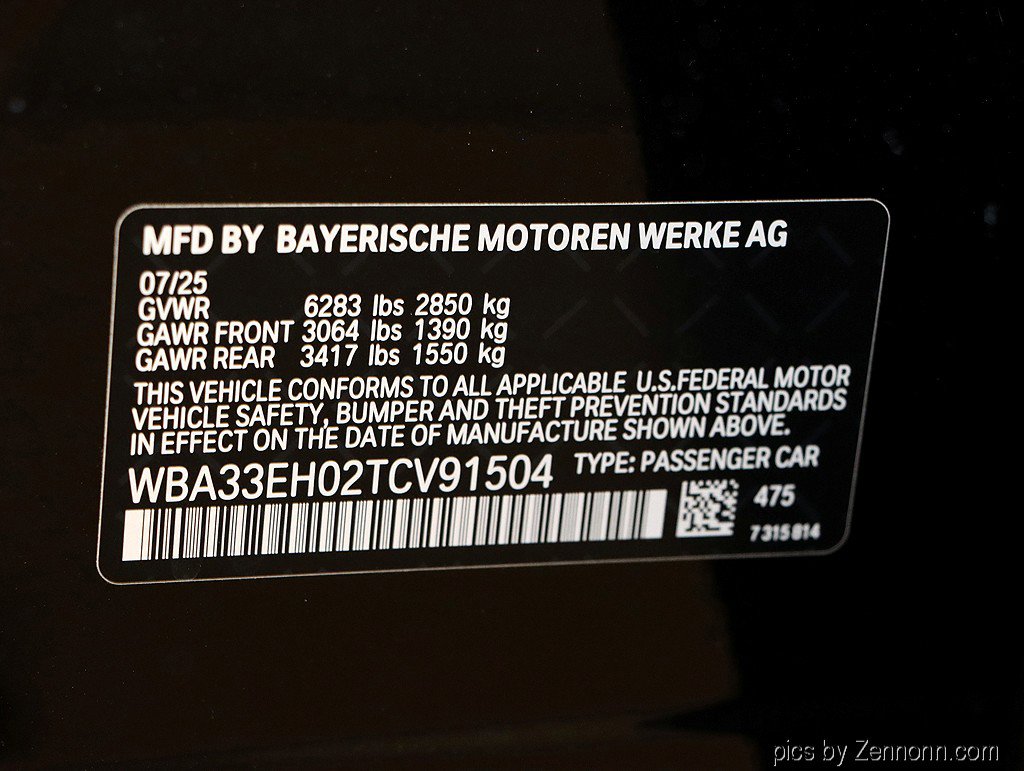 MFD BY BAYERISCHE MOTOREN WERKE AG
07/25
GVWR 6283 lbs 2850 kg
GAWR FRONT 3064 lbs 1390 kg
GAWR REAR 3417 lbs 1550 kg
THIS VEHICLE CONFORMS TO ALL APPLICABLE U.S.FEDERAL MOTOR
VEHICLE SAFETY, BUMPER AND THEFT PREVENTION STANDARDS
IN EFFECT ON THE DATE OF MANUFACTURE SHOWN ABOVE.
WBA33EH02TCV91504 TYPE: PASSENGER CAR
475
7315814
pics by Zennonn.com